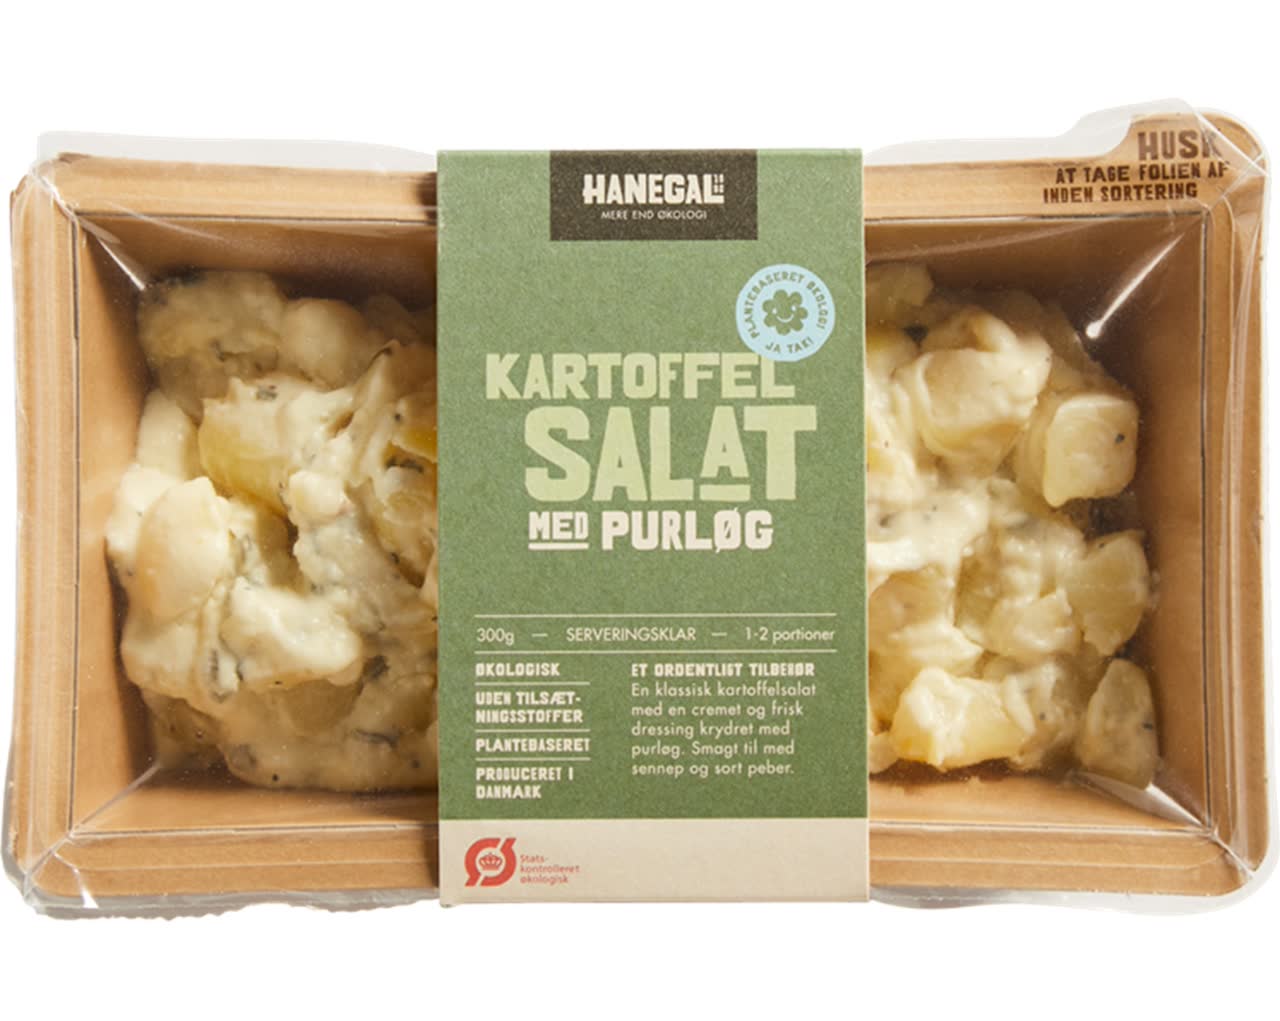 HUSK
AT TAGE FOLIEN AF
INDEN SORTERING
HANEGAL
MERE END ØKOLOGI
PLANTEBASERET ØKOLOGI
JA TAK!
KARTOFFEL
SALAT
MED PURLØG
300g — SERVERINGSKLAR — 1-2 portioner
ØKOLOGISK
UDEN TILSÆT-
NINGSSTOFFER
PLANTEBASERET
PRODUCERET I
DANMARK
ET ORDENTLIGT TILBEHØR
En klassisk kartoffelsalat
med en cremet og frisk
dressing krydret med
purløg. Smagt til med
sennep og sort peber.
Ø
Stats-
kontrolleret
økologisk